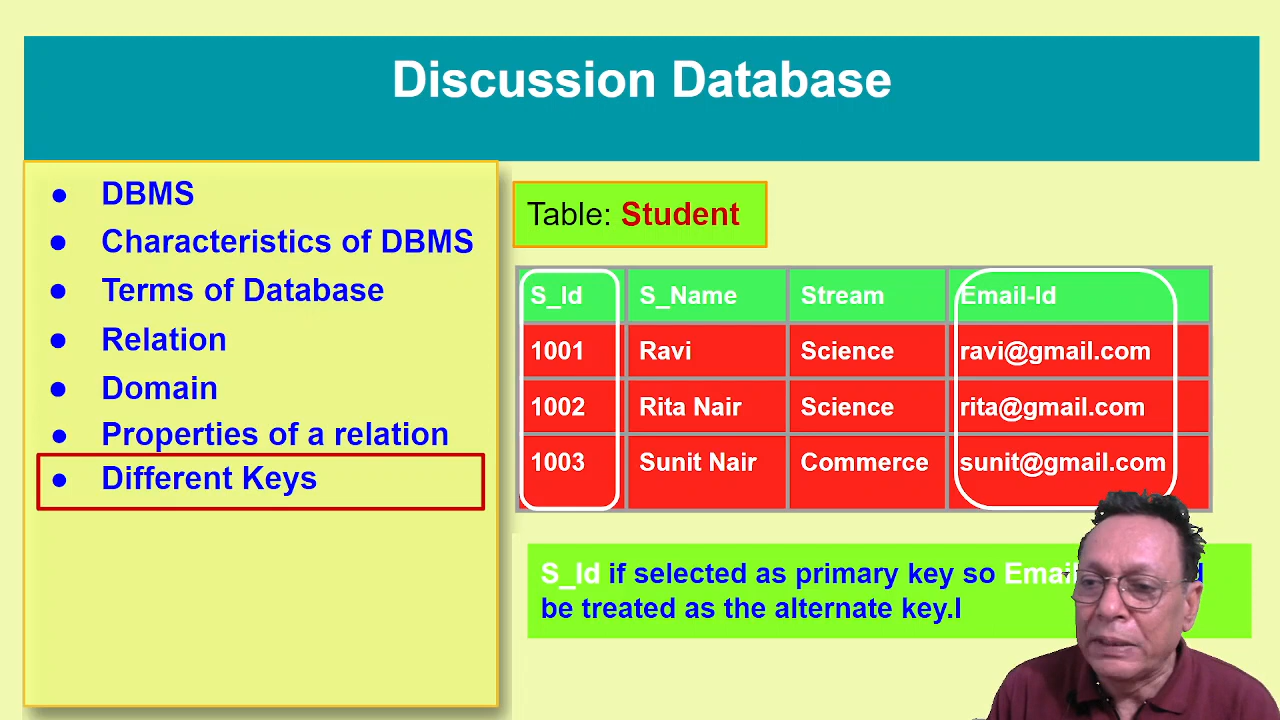 Discussion Database
● DBMS
● Characteristics of DBMS
● Terms of Database
● Relation
● Domain
● Properties of a relation
● Different Keys
Table: Student
S_Id S_Name Stream Email-Id
1001 Ravi Science ravi@gmail.com
1002 Rita Nair Science rita@gmail.com
1003 Sunit Nair Commerce sunit@gmail.com
S_Id if selected as primary key so
be treated as the alternate key.l